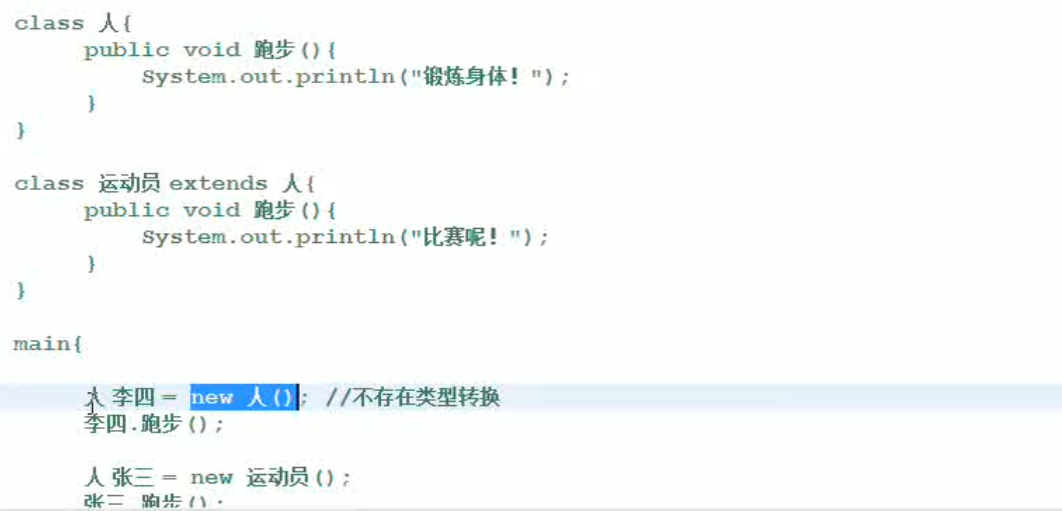 class 人{
public void 跑步(){
System.out.println("锻炼身体！");
}
}
class 运动员 extends 人{
public void 跑步(){
System.out.println("比赛呢！");
}
}
main{
人 李四 = new 人(); //不存在类型转换
李四.跑步();
人 张三 = new 运动员();
张三.跑步();